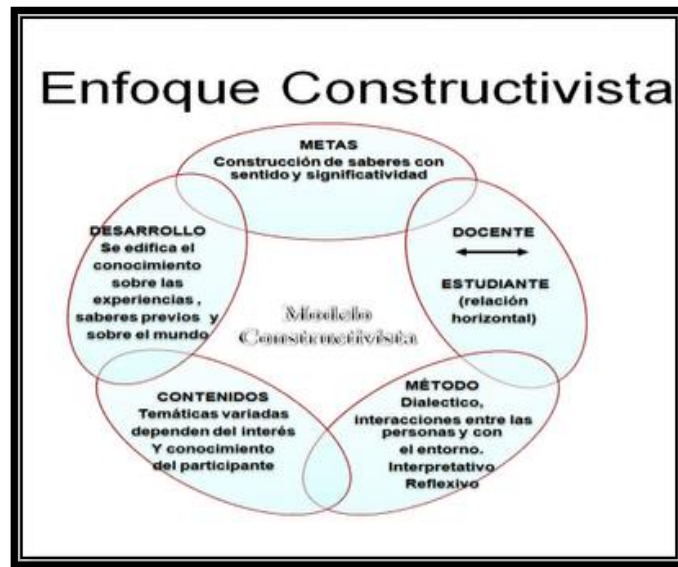 Enfoque Constructivista
METAS
Construcción de saberes con
sentido y significatividad
DESARROLLO
Se edifica el
conocimiento
sobre las
experiencias ,
saberes previos y
sobre el mundo
DOCENTE
ESTUDIANTE
(relación
horizontal)
Modelo
Constructivista
CONTENIDOS
Temáticas variadas
dependen del interés
Y conocimiento
del participante
MÉTODO
Dialectico,
interacciones entre las
personas y con
el entorno.
Interpretativo
Reflexivo